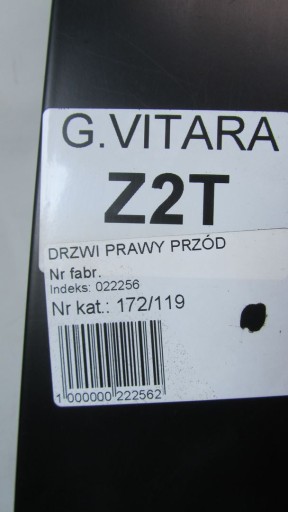 G.VITARA
Z2T
DRZWI PRAWY PRZÓD
Nr fabr.
Indeks: 022256
Nr kat.: 172/119
1 000000 222562